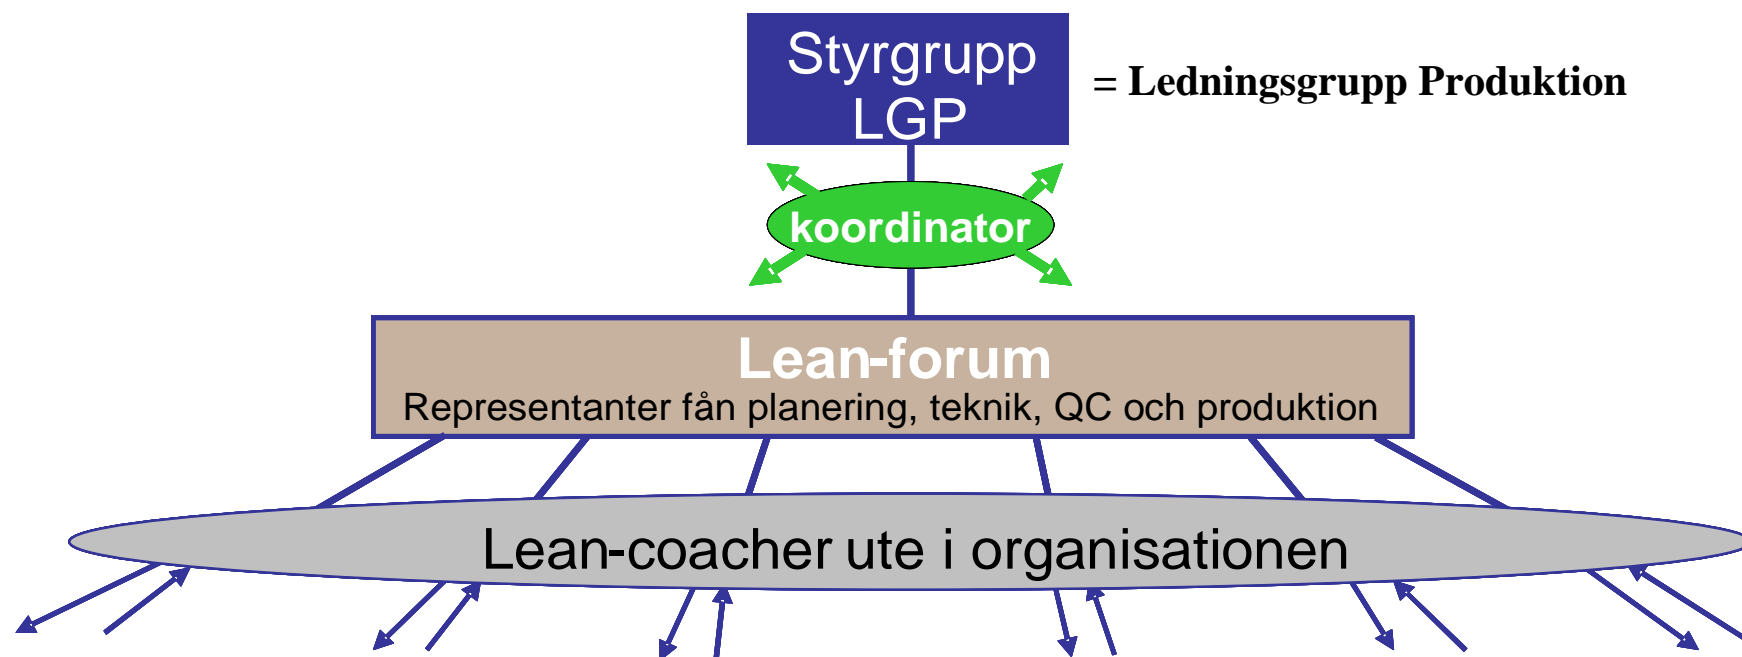 Styrgrupp
LGP
= Ledningsgrupp Produktion
koordinator
Lean-forum
Representanter fån planering, teknik, QC och produktion
Lean-coacher ute i organisationen